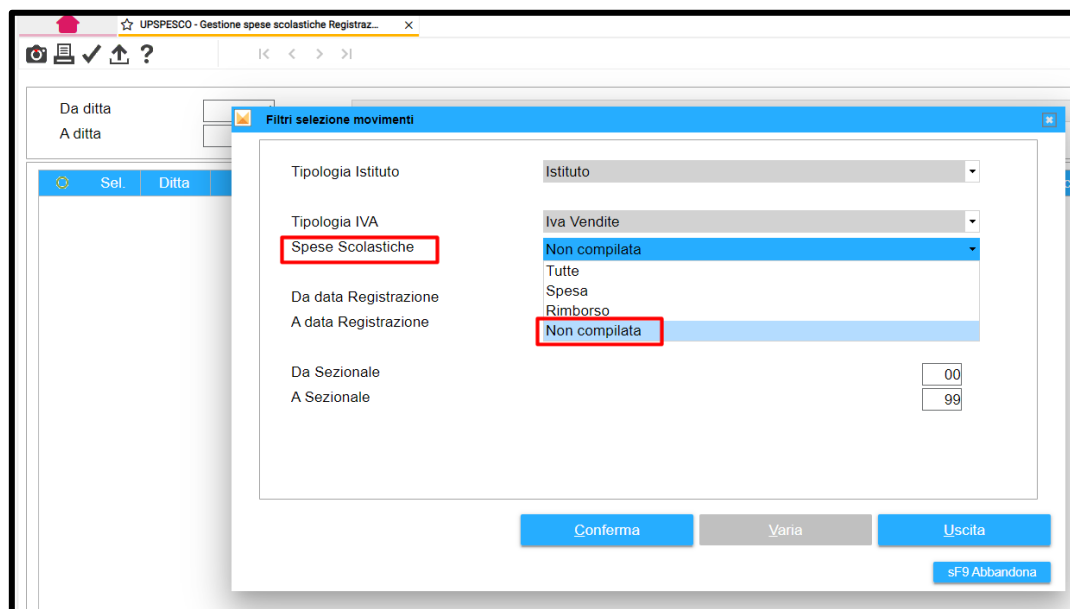 UPSPESCO - Gestione spese scolastiche Registraz...
Da ditta
A ditta
Sel. Ditta
Filtri selezione movimenti
Tipologia Istituto Istituto
Tipologia IVA Iva Vendite
Spese Scolastiche Non compilata
Tutte
Spesa
Rimborso
Non compilata
Da data Registrazione
A data Registrazione
Da Sezionale 00
A Sezionale 99
Conferma Varia Uscita
sF9 Abbandona